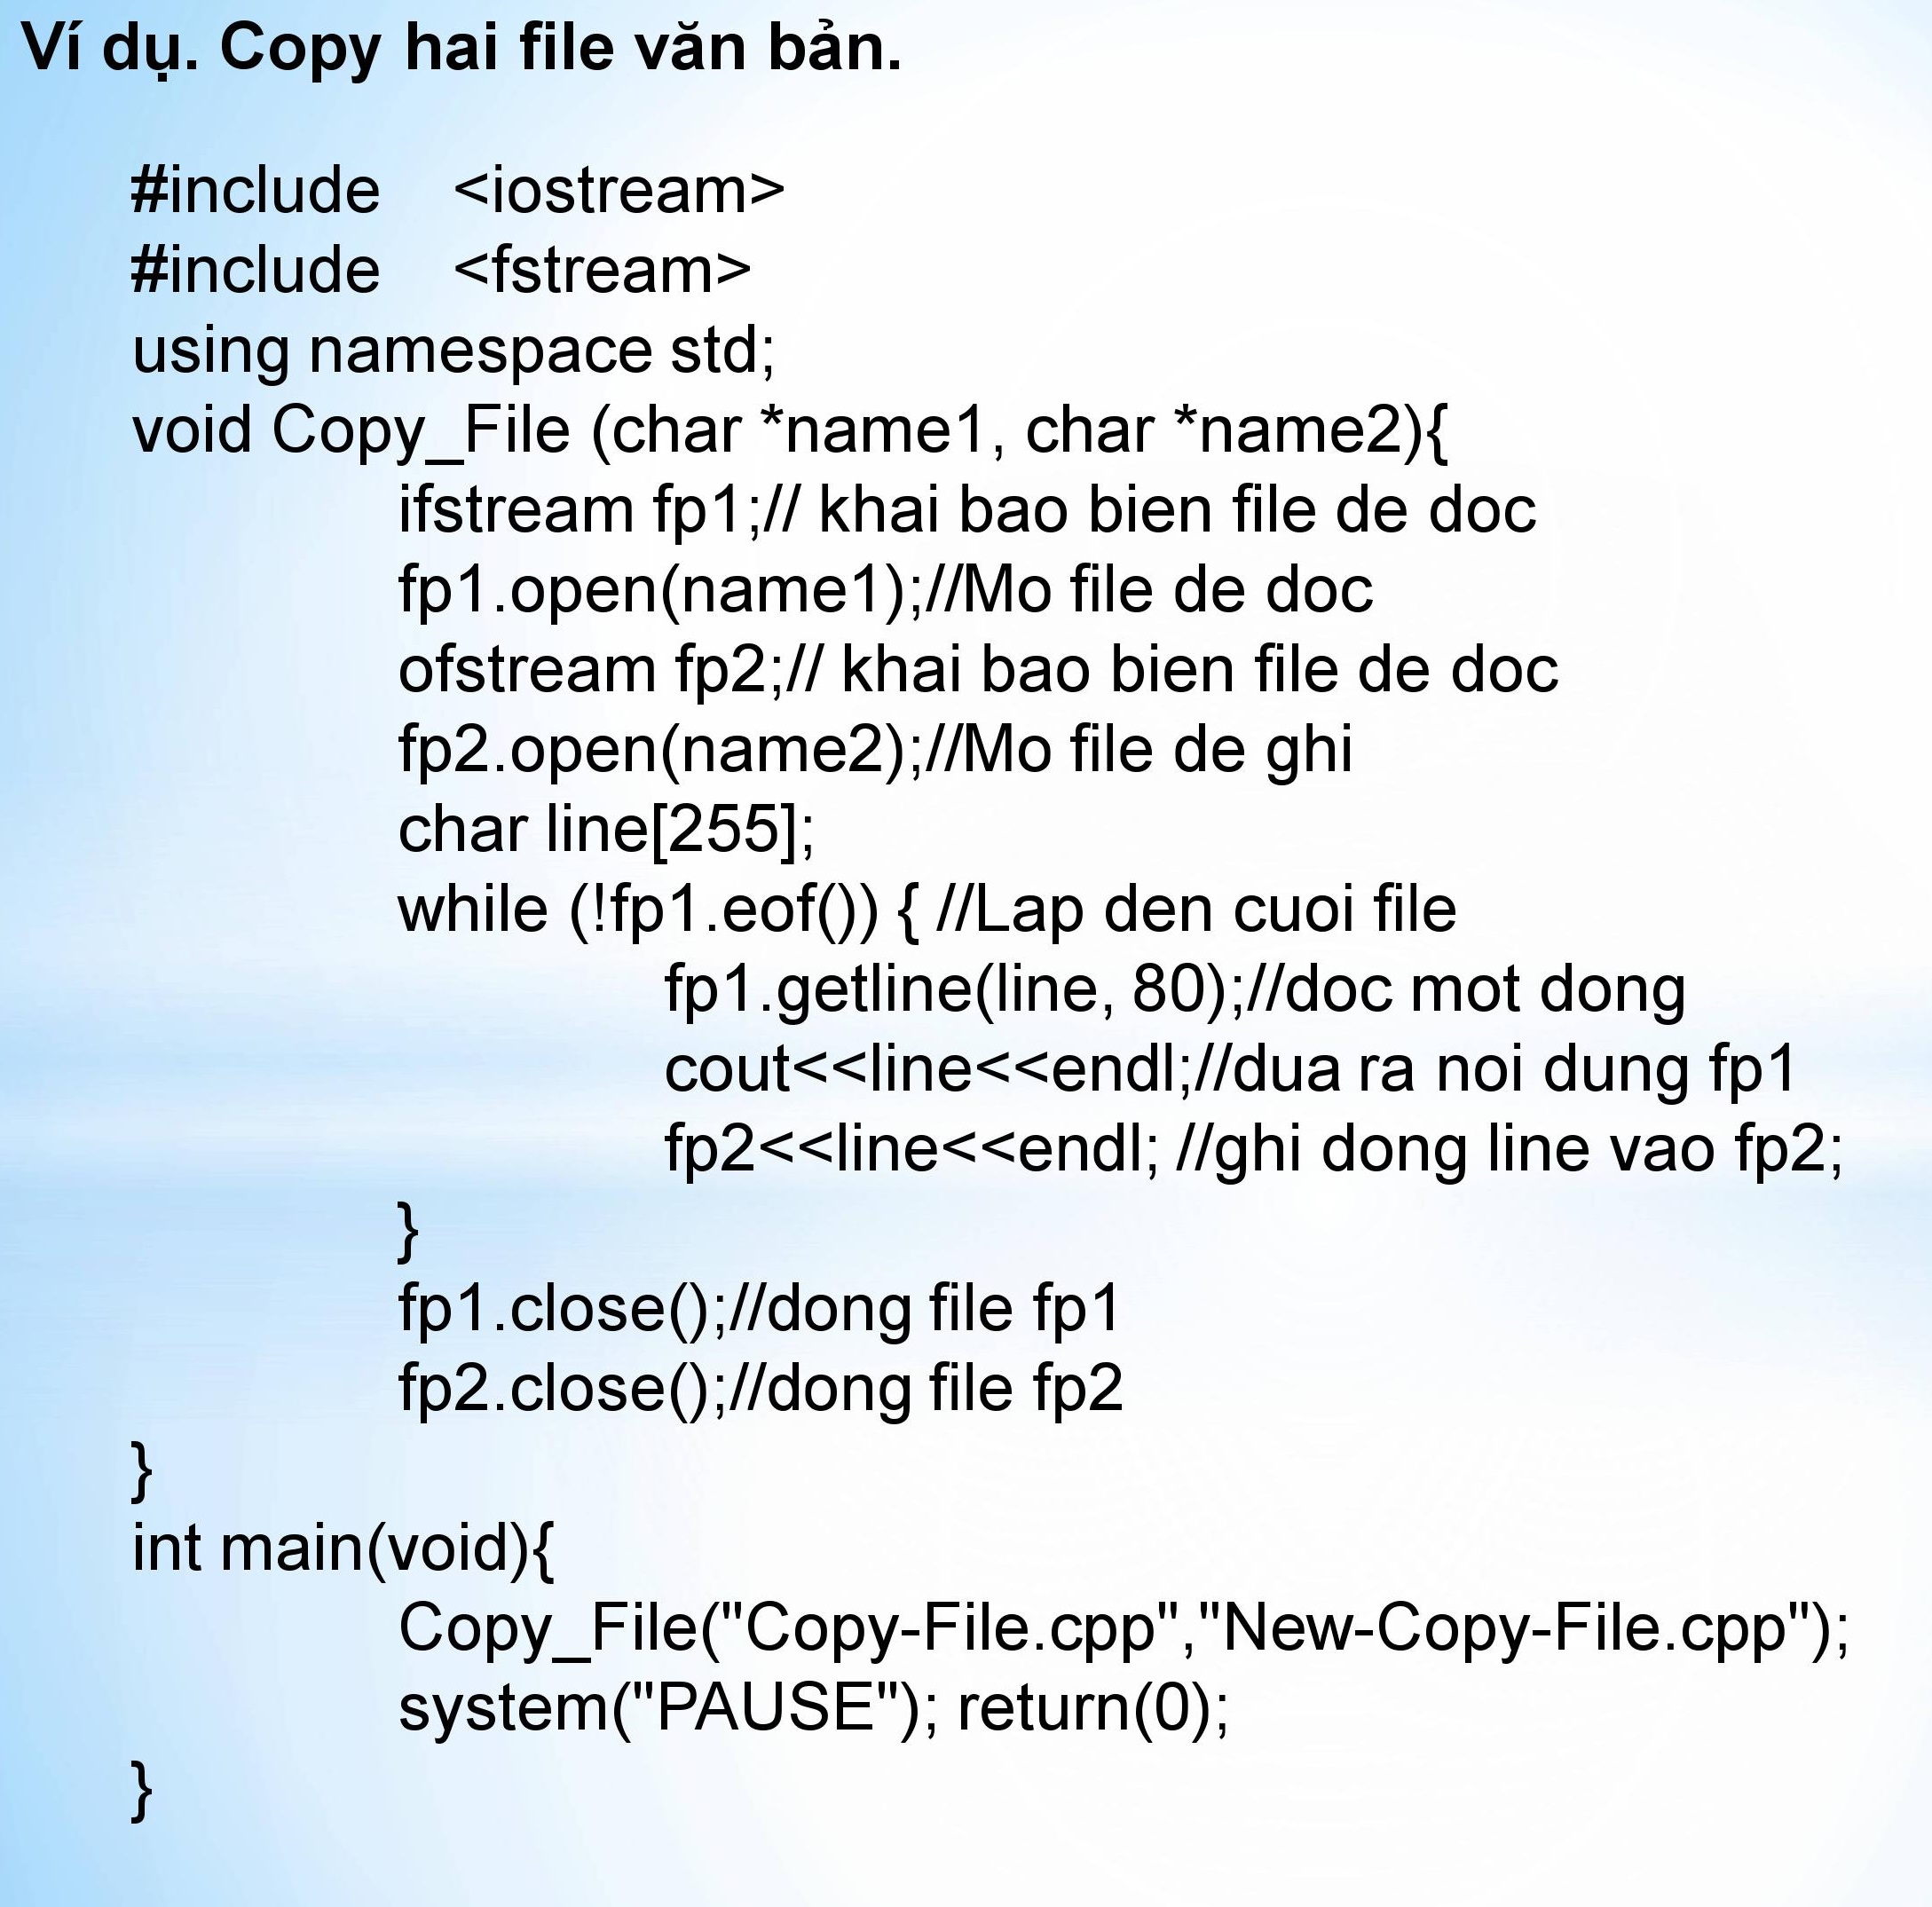 Ví dụ. Copy hai file văn bản.
#include <iostream>
#include <fstream>
using namespace std;
void Copy_File (char *name1, char *name2){
ifstream fp1;// khai bao bien file de doc
fp1.open(name1);//Mo file de doc
ofstream fp2;// khai bao bien file de doc
fp2.open(name2);//Mo file de ghi
char line[255];
while (!fp1.eof()) { //Lap den cuoi file
fp1.getline(line, 80);//doc mot dong
cout<<line<<endl;//dua ra noi dung fp1
fp2<<line<<endl; //ghi dong line vao fp2;
}
fp1.close();//dong file fp1
fp2.close();//dong file fp2
}
int main(void){
Copy_File("Copy-File.cpp","New-Copy-File.cpp");
system("PAUSE"); return(0);
}